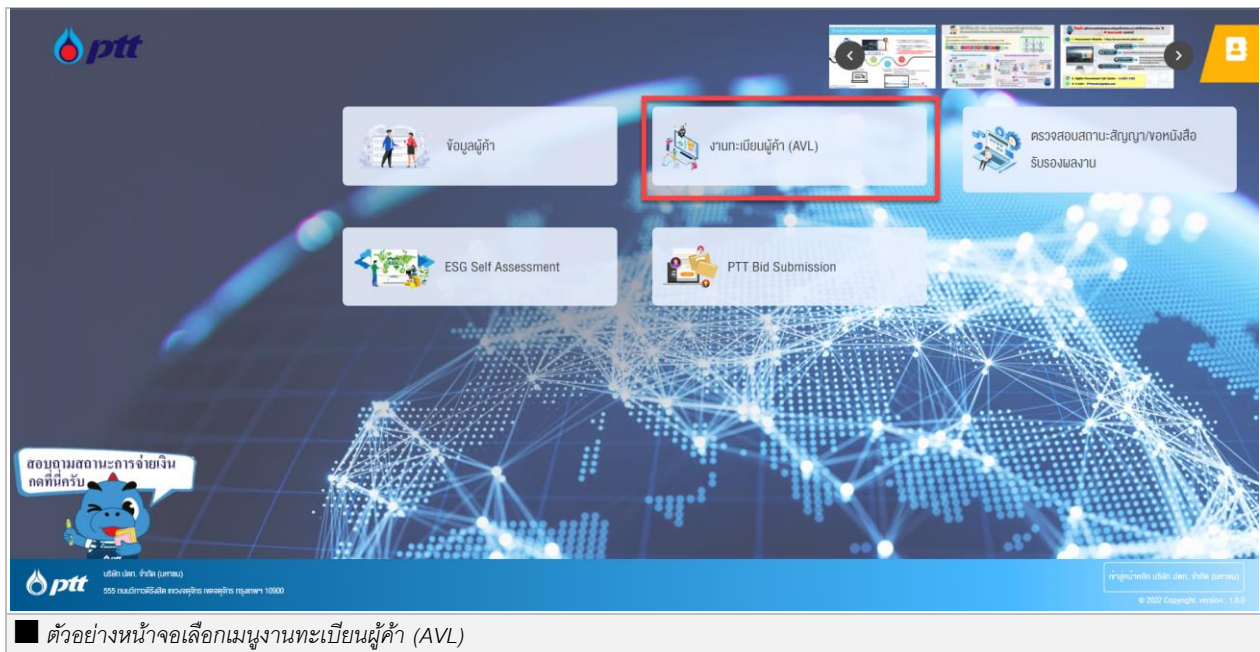 ptt
ข้อมูลผู้ค้า
งานทะเบียนผู้ค้า (AVL)
ตรวจสอบสถานะสัญญา/ขอหนังสือ
รับรองผลงาน
ESG Self Assessment
PTT Bid Submission
สอบถามสถานะการจ่ายเงิน
กดที่นี่ครับ
ptt
บริษัท ปตท. จำกัด (มหาชน)
555 ถนนวิภาวดีรังสิต แขวงจตุจักร เขตจตุจักร กรุงเทพฯ 10900
เข้าสู่หน้าหลัก บริษัท ปตท. จำกัด (มหาชน)
© 2022 Copyright, version : 1.0.0
ตัวอย่างหน้าจอเลือกเมนูงานทะเบียนผู้ค้า (AVL)